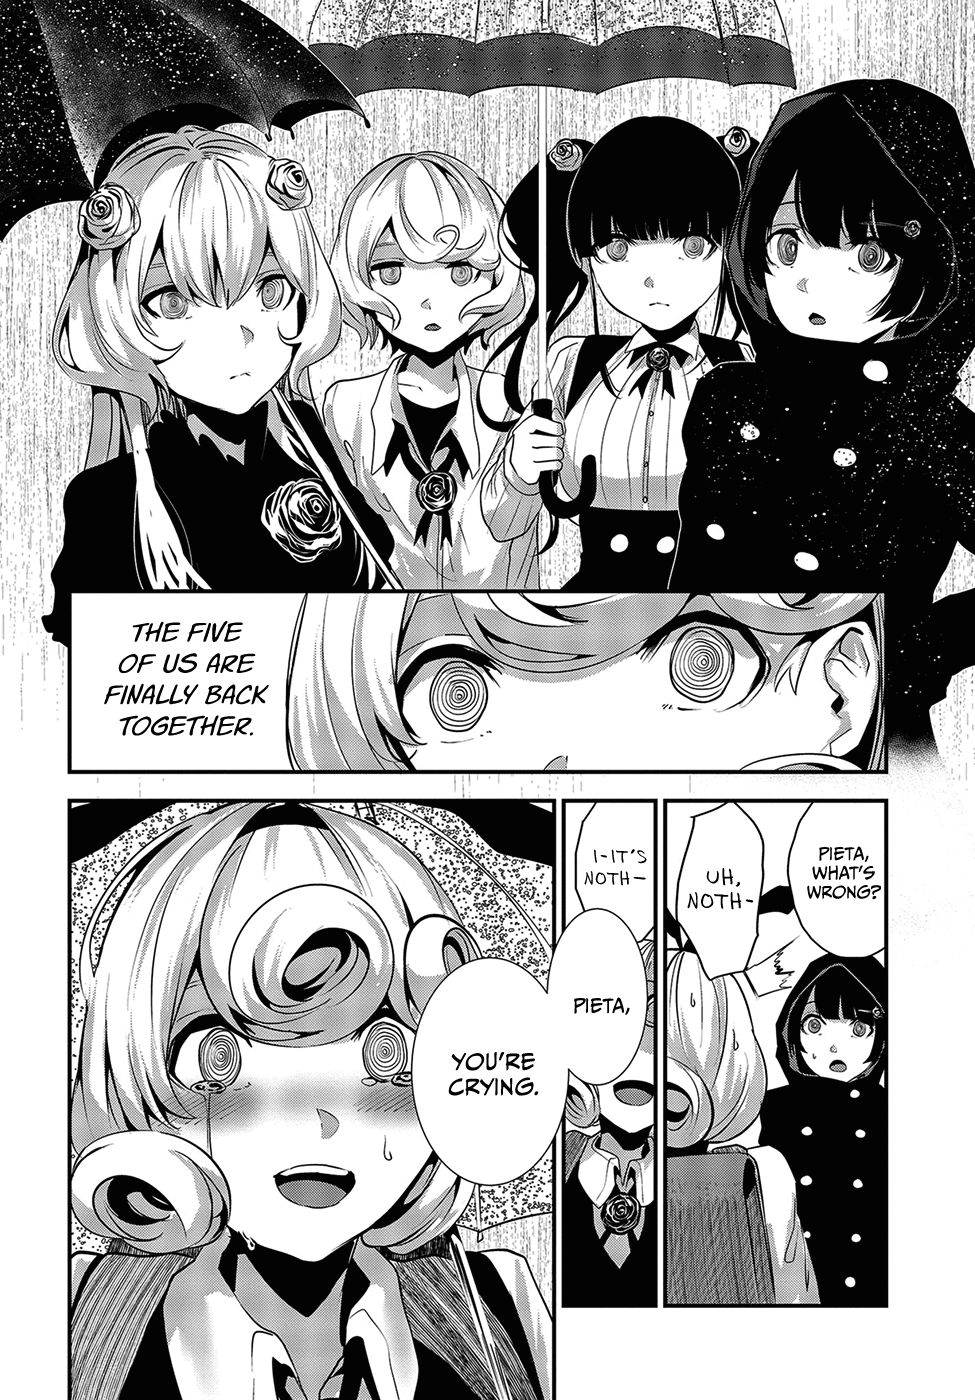 THE FIVE
OF US ARE
FINALLY BACK
TOGETHER.
PIETA,
WHAT'S
WRONG?
UH,
NOTH-
I-IT'S
NOTH-
PIETA,
YOU'RE
CRYING.